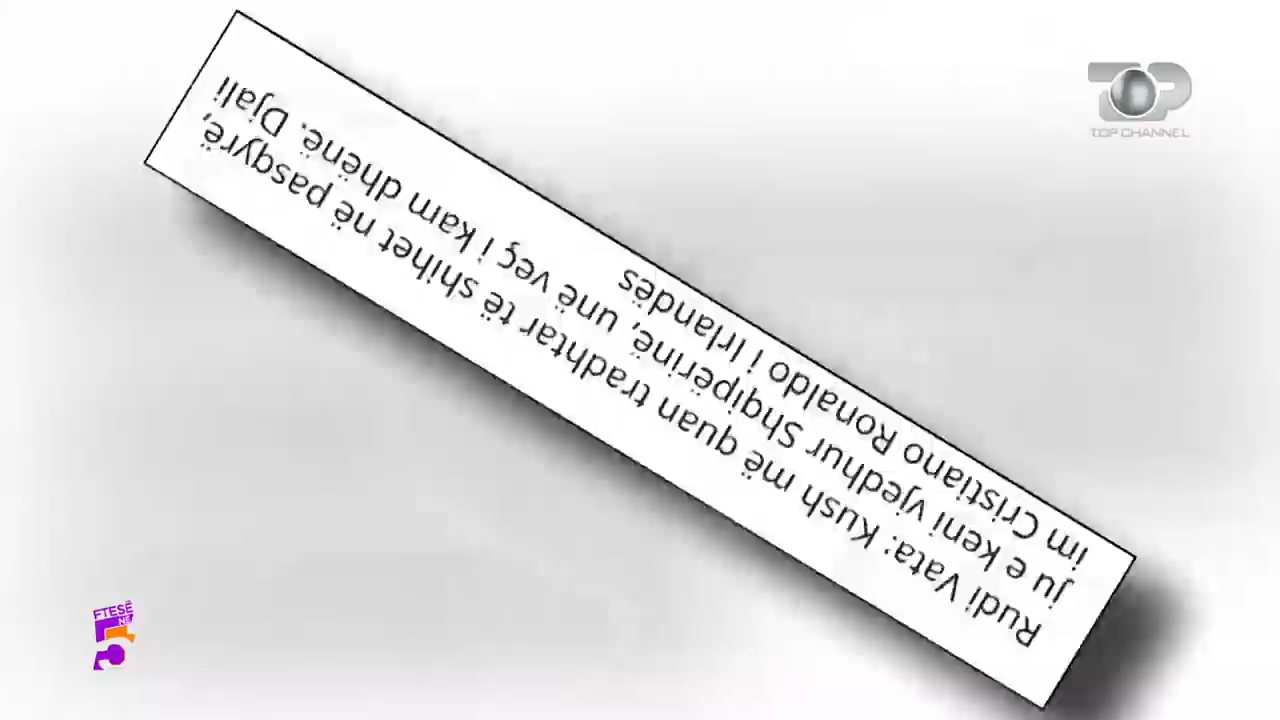 Rudi Vata: Kush më quan tradhtar të shihet në pasqyrë,
ju e keni vjedhur Shqipërinë, unë veç i kam dhënë. Djali
im Cristiano Ronaldo i Irlandës
TOP CHANNEL
FTESË
NË
5